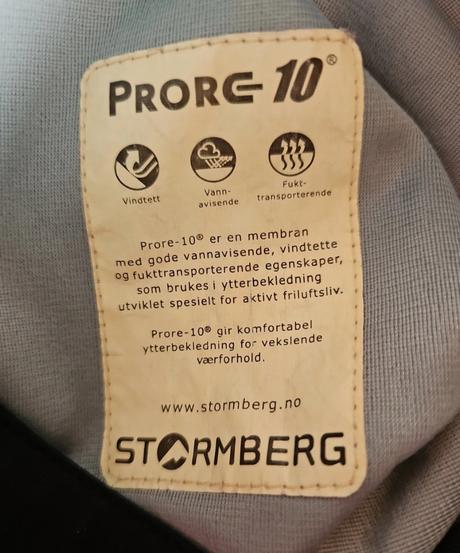 PRORE-10®
Vindtett
Vann-
avisende
Fukt-
transporterende
Prore-10® er en membran
med gode vannavisende, vindtette
og fukttransporterende egenskaper,
som brukes i ytterbekledning
utviklet spesielt for aktivt friluftsliv.
Prore-10® gir komfortabel
ytterbekledning for vekslende
værforhold.
www.stormberg.no
STORMBERG